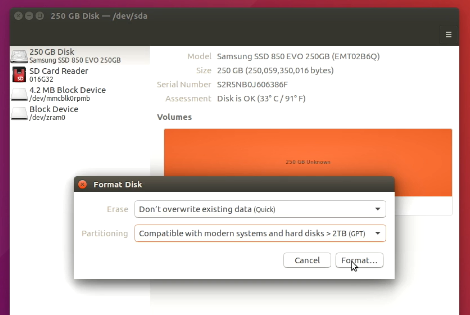 250 GB Disk — /dev/sda
250 GB Disk
Samsung SSD 850 EVO 250GB
SD Card Reader
016G32
4.2 MB Block Device
/dev/mmcblk0rpmb
Block Device
/dev/zram0
Model Samsung SSD 850 EVO 250GB (EMT02B6Q)
Size 250 GB (250,059,350,016 bytes)
Serial Number S2R5NB0J606386F
Assessment Disk is OK (33° C / 91° F)
Volumes
250 GB Unknown
Format Disk
Erase Don't overwrite existing data (Quick)
Partitioning Compatible with modern systems and hard disks > 2TB (GPT)
Cancel Format…